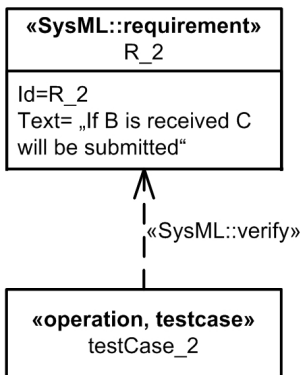 «SysML::requirement»
R_2
Id=R_2
Text= „If B is received C
will be submitted“
«SysML::verify»
«operation, testcase»
testCase_2